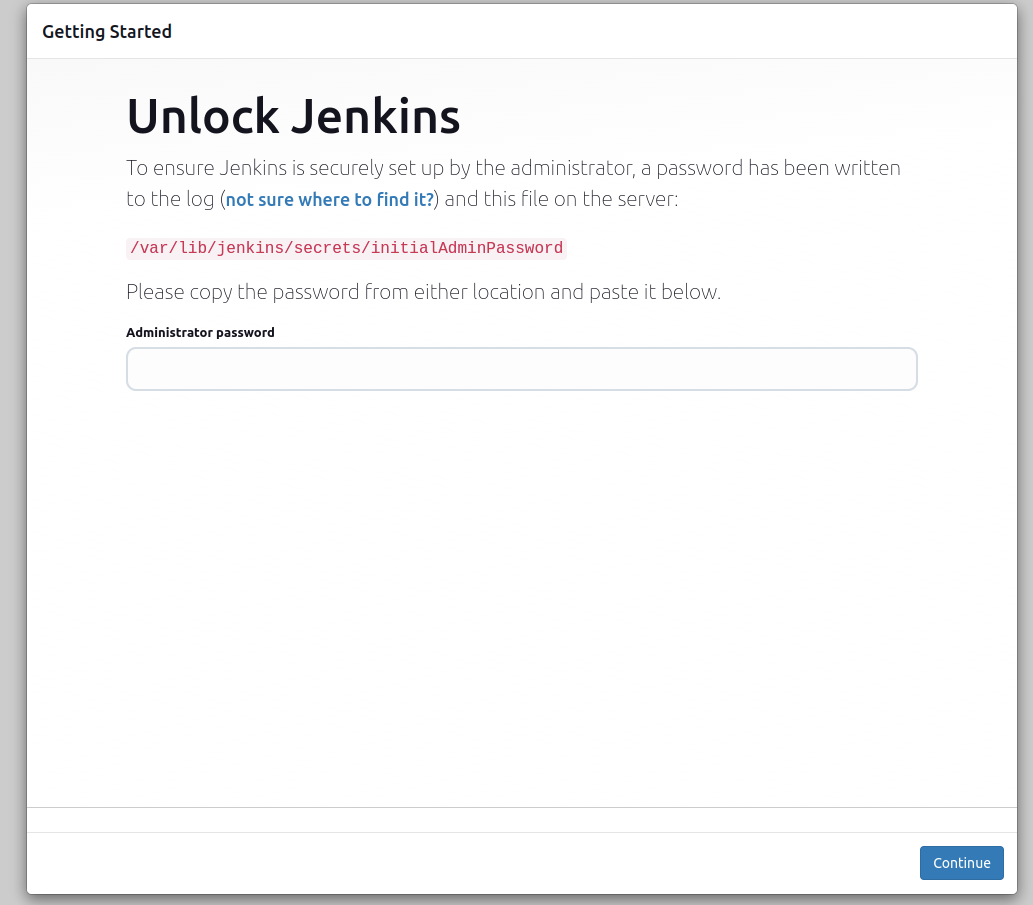 Getting Started
Unlock Jenkins
To ensure Jenkins is securely set up by the administrator, a password has been written
to the log (not sure where to find it?) and this file on the server:
/var/lib/jenkins/secrets/initialAdminPassword
Please copy the password from either location and paste it below.
Administrator password
Continue